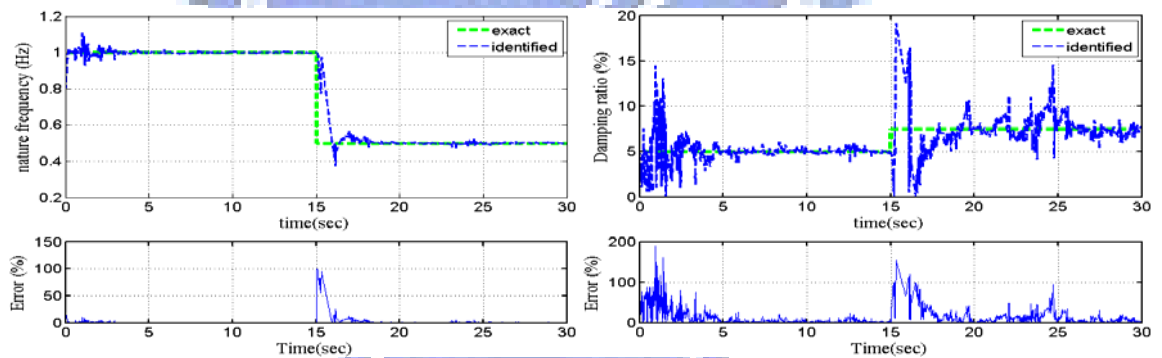 1.2
1
0.8
0.6
0.4
0.2
nature frequency (Hz)
exact
identified
0 5 10 15 20 25 30
time(sec)
150
100
50
0
Error (%)
0 5 10 15 20 25 30
Time(sec)
20
15
10
5
0
Damping ratio (%)
exact
identified
0 5 10 15 20 25 30
time(sec)
200
100
0
Error (%)
0 5 10 15 20 25 30
Time(sec)